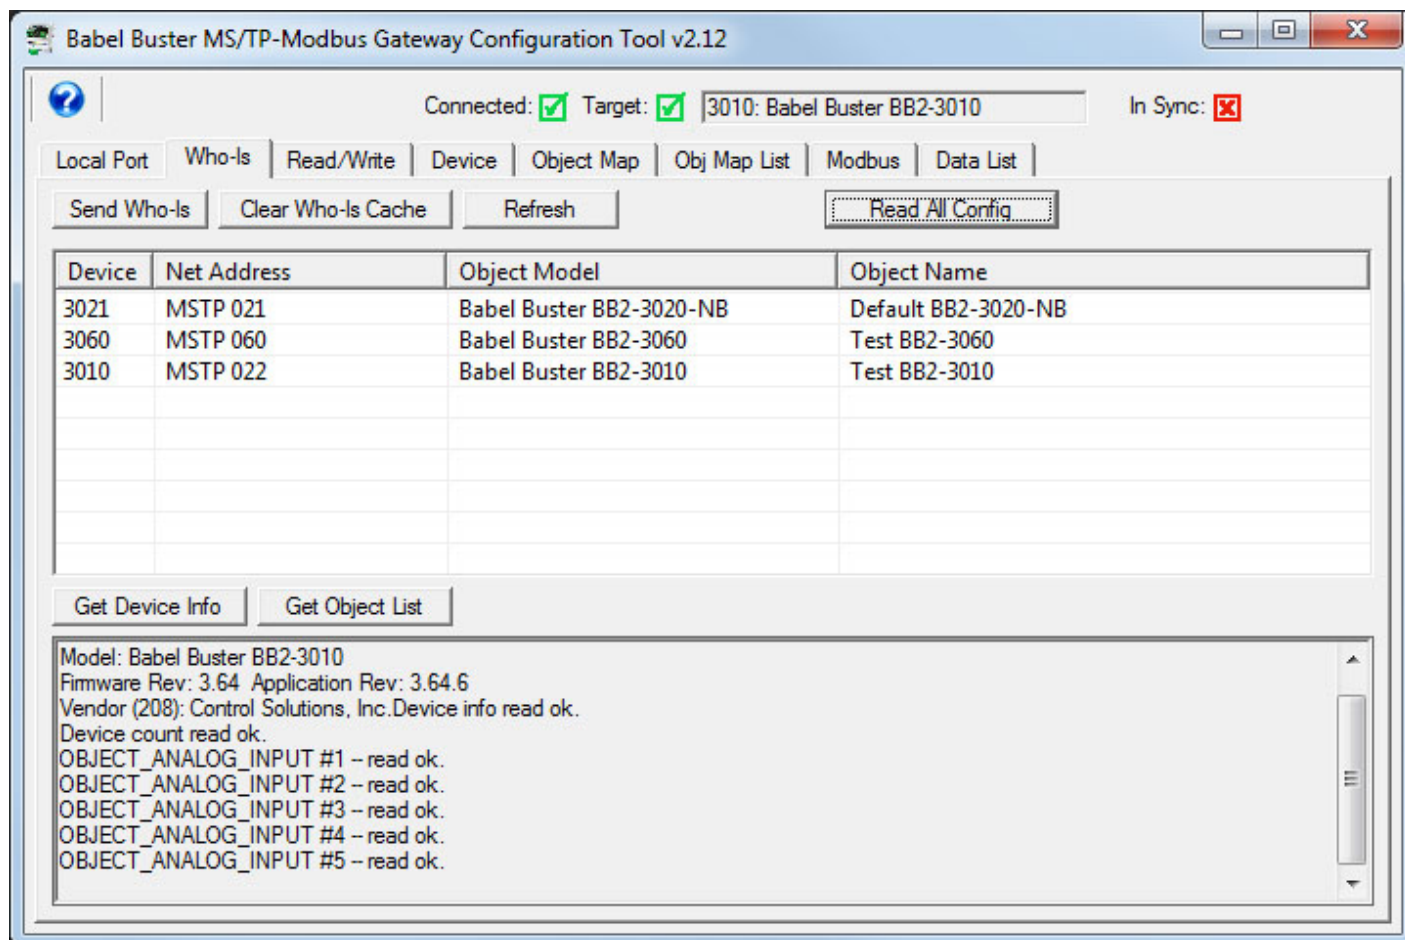 Babel Buster MS/TP-Modbus Gateway Configuration Tool v2.12
Connected: Target: 3010: Babel Buster BB2-3010 In Sync:
Local Port Who-Is Read/Write Device Object Map Obj Map List Modbus Data List
Send Who-Is Clear Who-Is Cache Refresh Read All Config
Device Net Address Object Model Object Name
3021 MSTP 021 Babel Buster BB2-3020-NB Default BB2-3020-NB
3060 MSTP 060 Babel Buster BB2-3060 Test BB2-3060
3010 MSTP 022 Babel Buster BB2-3010 Test BB2-3010
Get Device Info Get Object List
Model: Babel Buster BB2-3010
Firmware Rev: 3.64 Application Rev: 3.64.6
Vendor (208): Control Solutions, Inc.Device info read ok.
Device count read ok.
OBJECT_ANALOG_INPUT #1 -- read ok.
OBJECT_ANALOG_INPUT #2 -- read ok.
OBJECT_ANALOG_INPUT #3 -- read ok.
OBJECT_ANALOG_INPUT #4 -- read ok.
OBJECT_ANALOG_INPUT #5 -- read ok.